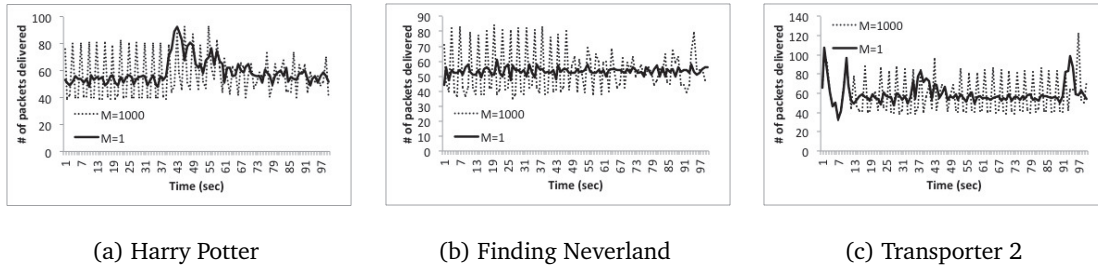 # of packets delivered
100
80
60
40
20
0
M=1000
M=1
1 7 13 19 25 31 37 43 49 55 61 67 73 79 85 91 97
Time (sec)
(a) Harry Potter
# of packets delivered
90
80
70
60
50
40
30
20
10
0
M=1000
M=1
1 7 13 19 25 31 37 43 49 55 61 67 73 79 85 91 97
Time (sec)
(b) Finding Neverland
# of packets delivered
140
120
100
80
60
40
20
0
M=1000
M=1
1 7 13 19 25 31 37 43 49 55 61 67 73 79 85 91 97
Time (sec)
(c) Transporter 2